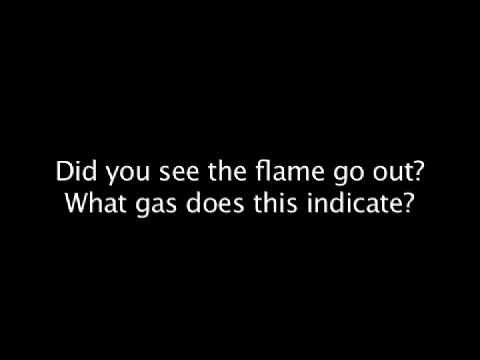 Did you see the flame go out?
What gas does this indicate?